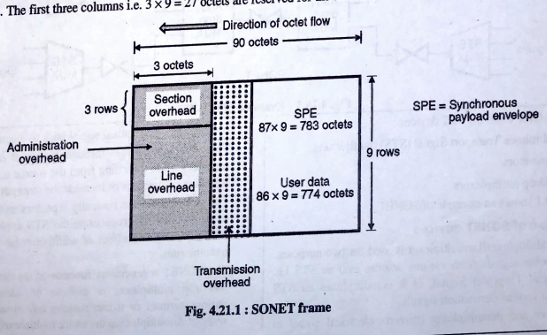 . The first three columns i.e. 3 × 9 = 27 octets are reserved for
Direction of octet flow
90 octets
3 octets
3 rows
Section
overhead
SPE
87× 9 = 783 octets
SPE = Synchronous
payload envelope
Administration
overhead
9 rows
Line
overhead
User data
86 × 9 = 774 octets
Transmission
overhead
Fig. 4.21.1 : SONET frame